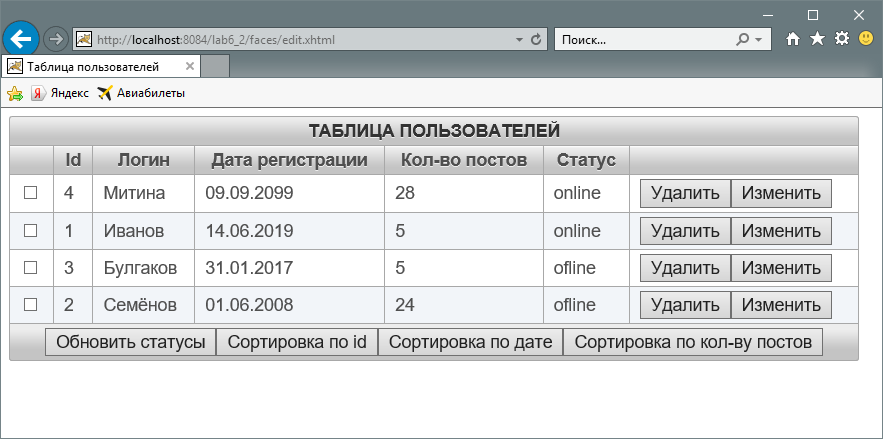 http://localhost:8084/lab6_2/faces/edit.xhtml
Поиск...
Таблица пользователей
Яндекс Авиабилеты
ТАБЛИЦА ПОЛЬЗОВАТЕЛЕЙ
Id Логин Дата регистрации Кол-во постов Статус
4 Митина 09.09.2099 28 online Удалить Изменить
1 Иванов 14.06.2019 5 online Удалить Изменить
3 Булгаков 31.01.2017 5 ofline Удалить Изменить
2 Семёнов 01.06.2008 24 ofline Удалить Изменить
Обновить статусы Сортировка по id Сортировка по дате Сортировка по кол-ву постов